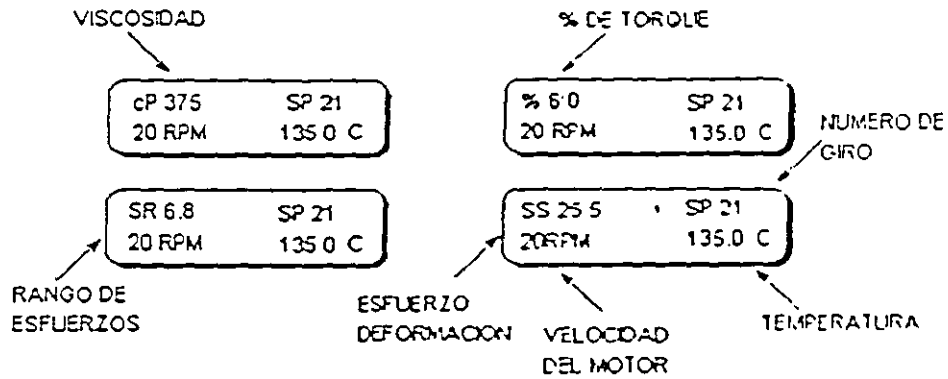 VISCOSIDAD
% DE TORQUE
cP 375 SP 21
20 RPM 135.0 C
% 6.0 SP 21
20 RPM 135.0 C
NUMERO DE
GIRO
SR 6.8 SP 21
20 RPM 135.0 C
SS 25.5 SP 21
20RPM 135.0 C
RANGO DE
ESFUERZOS
ESFUERZO
DEFORMACION
VELOCIDAD
DEL MOTOR
TEMPERATURA